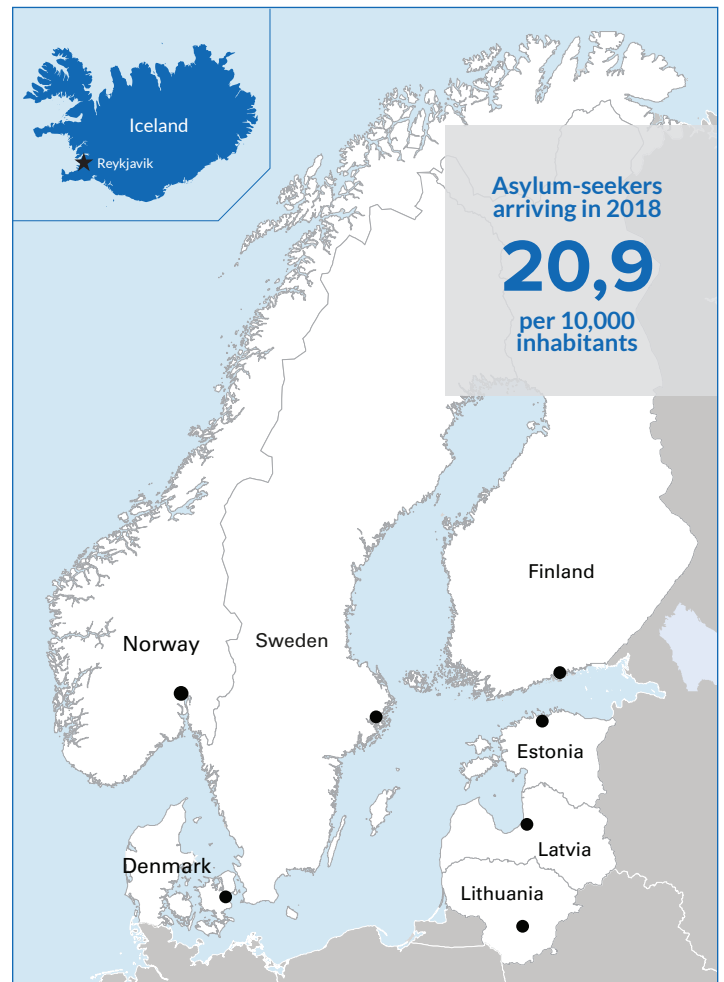 Iceland
Reykjavik
Asylum-seekers
arriving in 2018
20,9
per 10,000
inhabitants
Finland
Norway
Sweden
Estonia
Latvia
Denmark
Lithuania